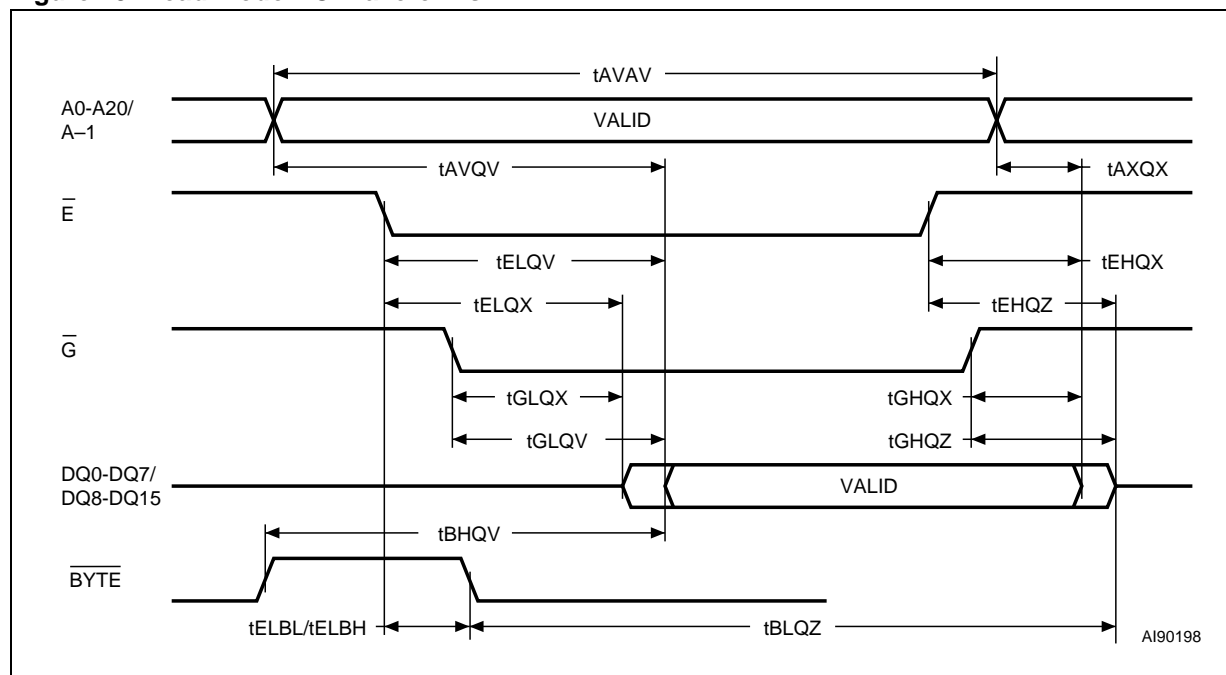 tAVAV
A0-A20/
A–1
VALID
tAVQV
tAXQX
E
tELQV
tEHQX
tELQX
tEHQZ
G
tGLQX
tGHQX
tGLQV
tGHQZ
DQ0-DQ7/
DQ8-DQ15
VALID
tBHQV
BYTE
tELBL/tELBH
tBLQZ
AI90198